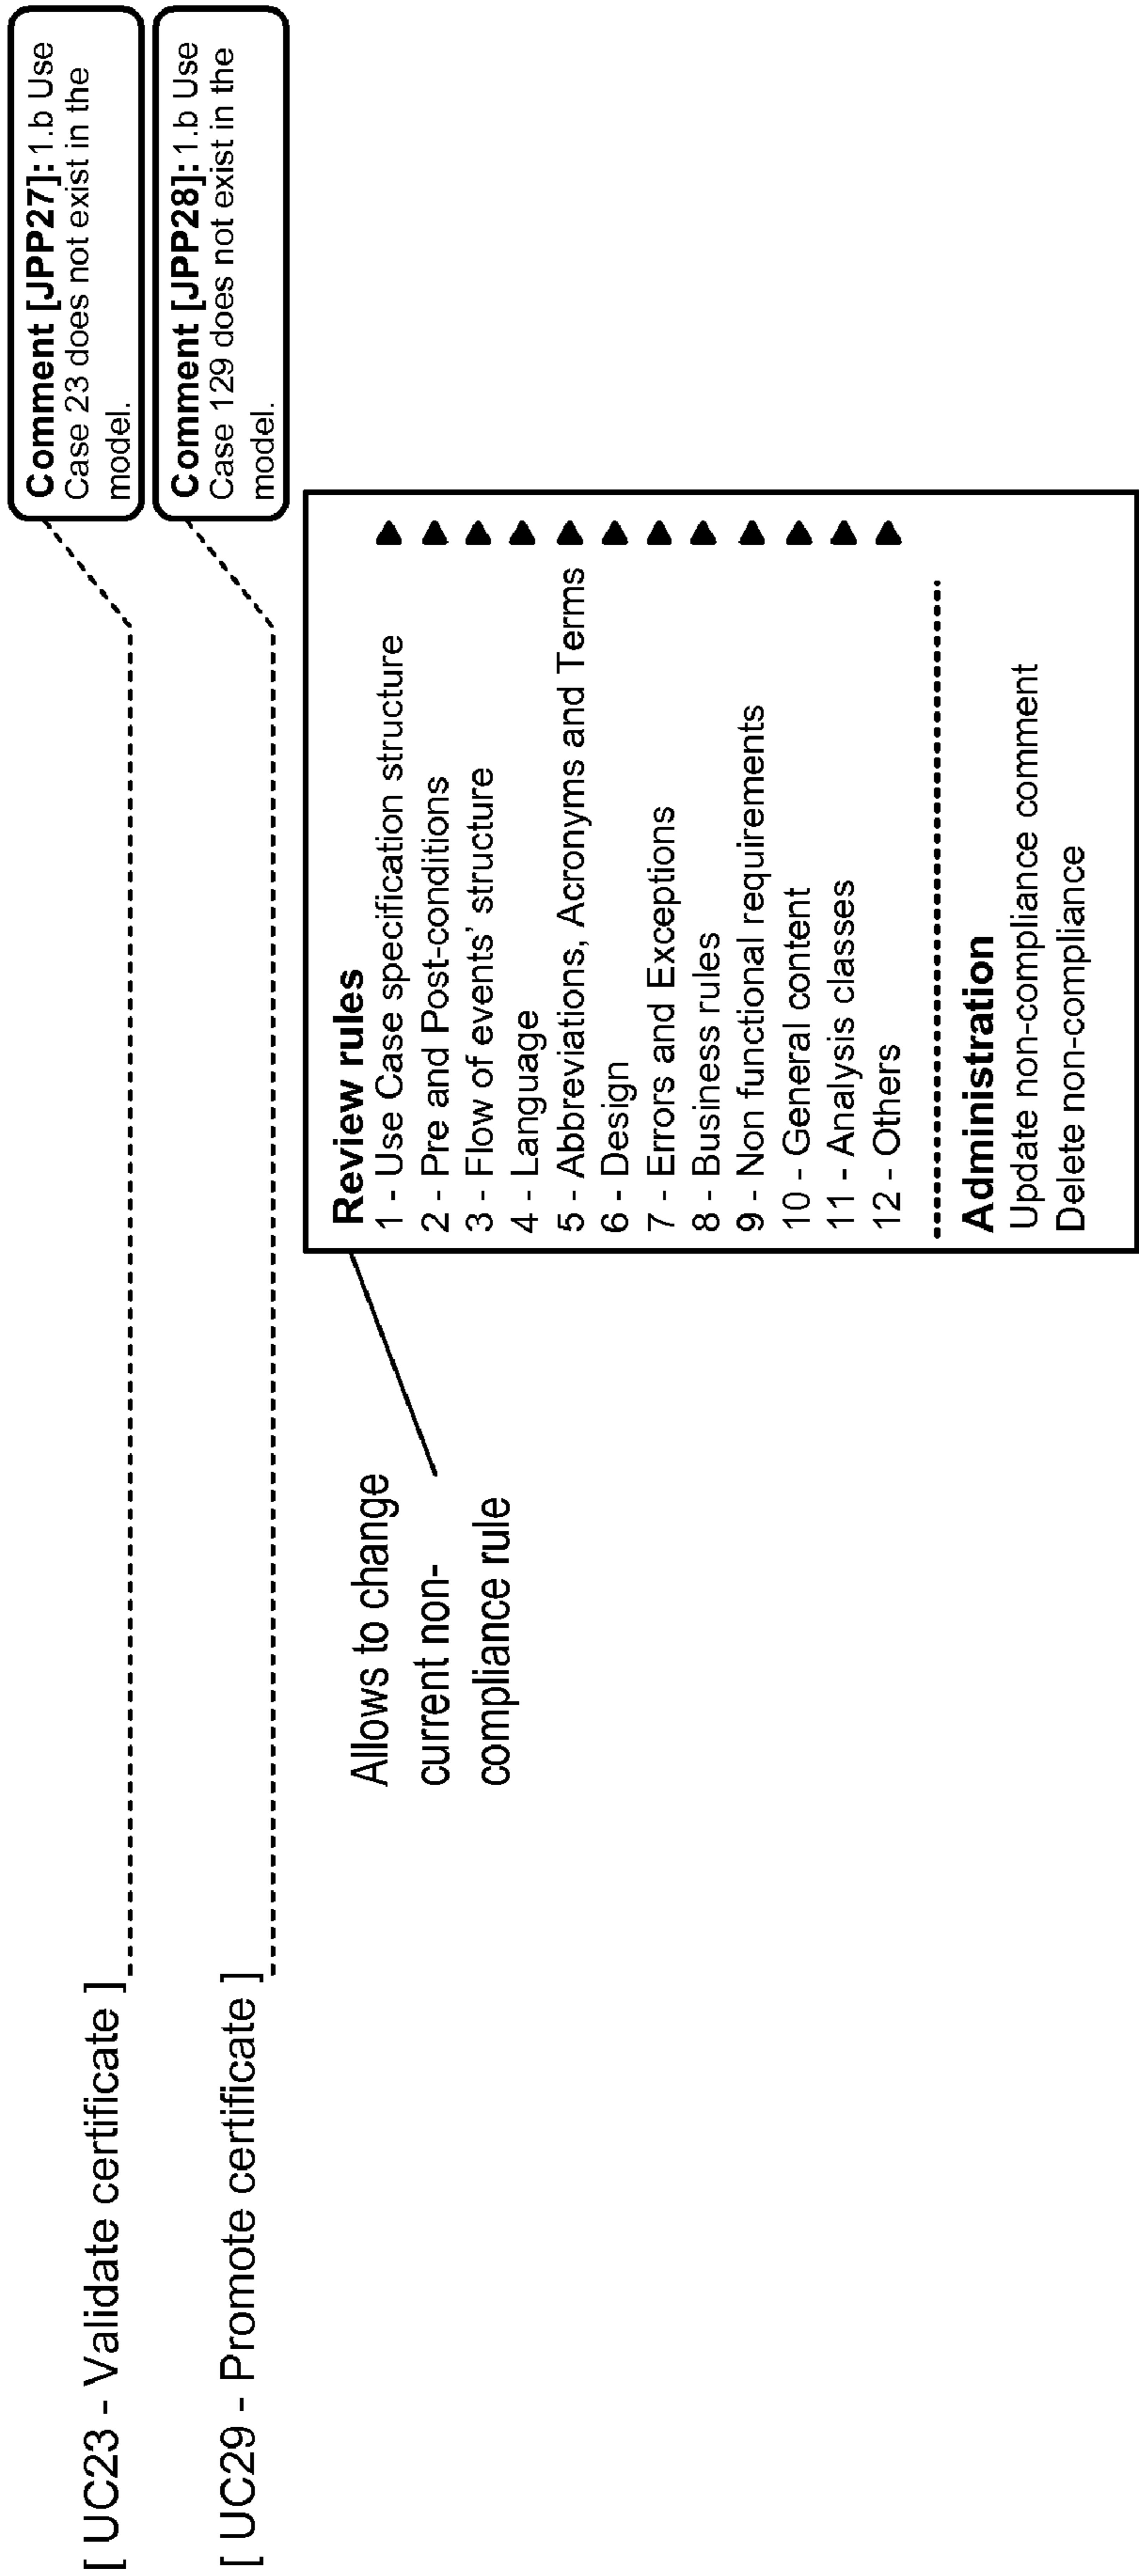 [ UC23 - Validate certificate ]
Comment [JPP27]: 1.b Use
Case 23 does not exist in the
model.
[ UC29 - Promote certificate ]
Comment [JPP28]: 1.b Use
Case 129 does not exist in the
model.
Allows to change
current non-
compliance rule
Review rules
1 - Use Case specification structure
2 - Pre and Post-conditions
3 - Flow of events' structure
4 - Language
5 - Abbreviations, Acronyms and Terms
6 - Design
7 - Errors and Exceptions
8 - Business rules
9 - Non functional requirements
10 - General content
11 - Analysis classes
12 - Others
Administration
Update non-compliance comment
Delete non-compliance